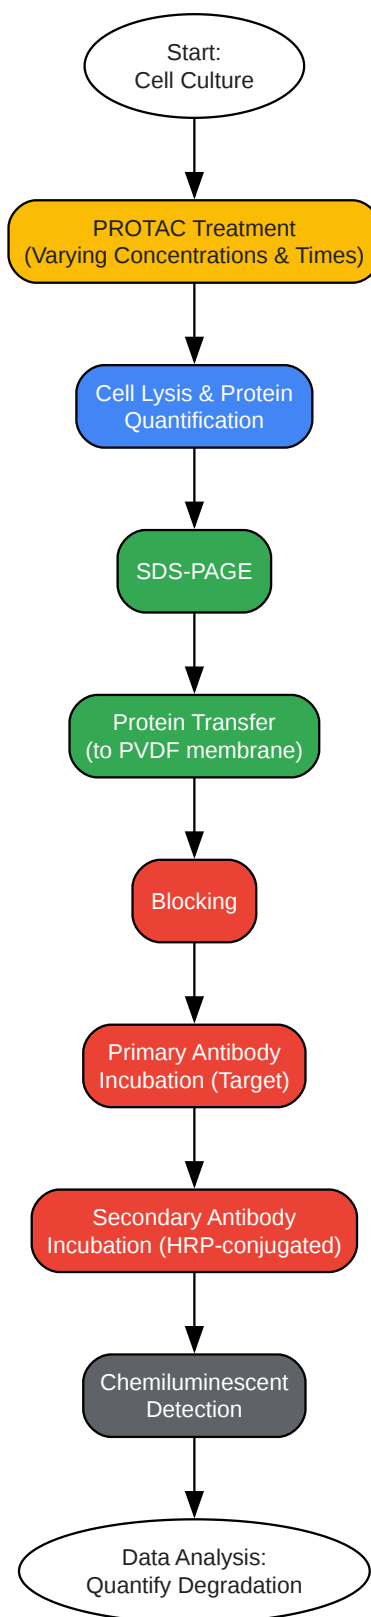 Start:
Cell Culture
PROTAC Treatment
(Varying Concentrations & Times)
Cell Lysis & Protein
Quantification
SDS-PAGE
Protein Transfer
(to PVDF membrane)
Blocking
Primary Antibody
Incubation (Target)
Secondary Antibody
Incubation (HRP-conjugated)
Chemiluminescent
Detection
Data Analysis:
Quantify Degradation